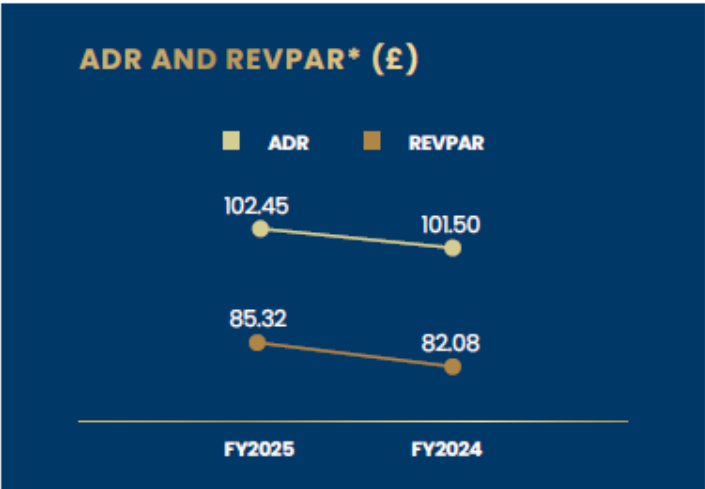 ADR AND REVPAR* (£)
ADR REVPAR
102.45
101.50
85.32
82.08
FY2025 FY2024